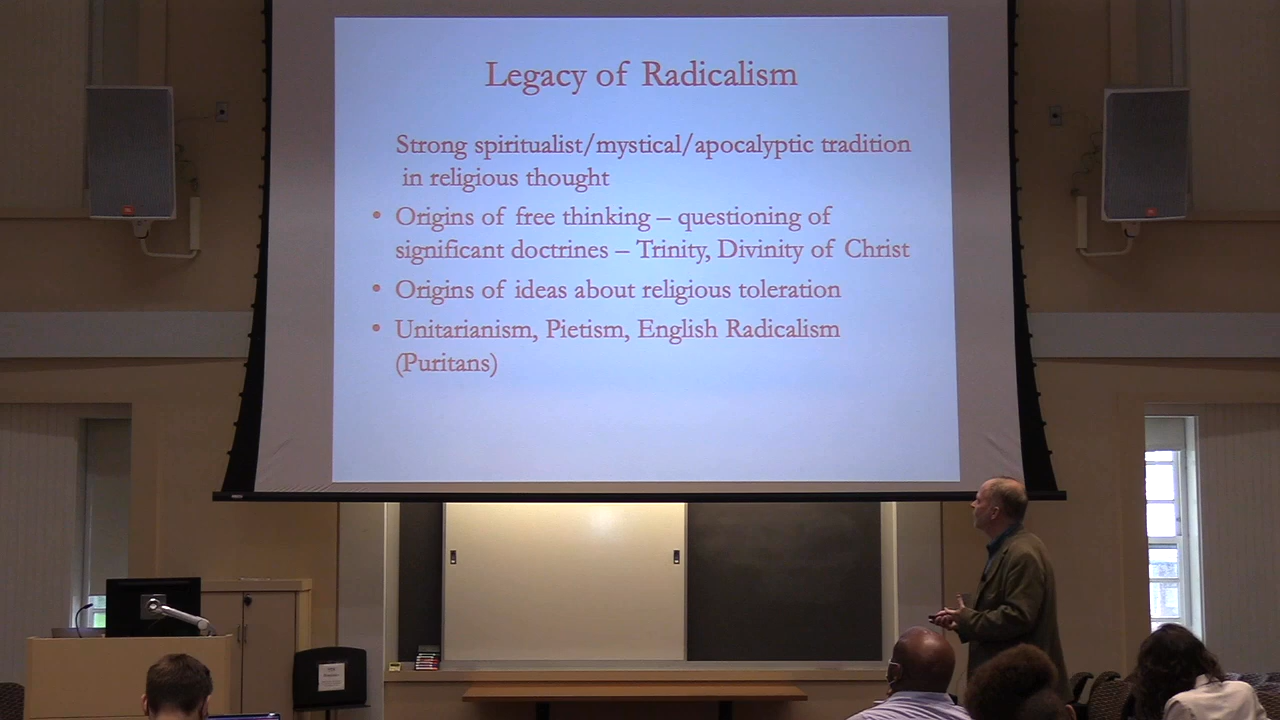 Legacy of Radicalism
Strong spiritualist/mystical/apocalyptic tradition
in religious thought
• Origins of free thinking – questioning of
significant doctrines – Trinity, Divinity of Christ
• Origins of ideas about religious toleration
• Unitarianism, Pietism, English Radicalism
(Puritans)